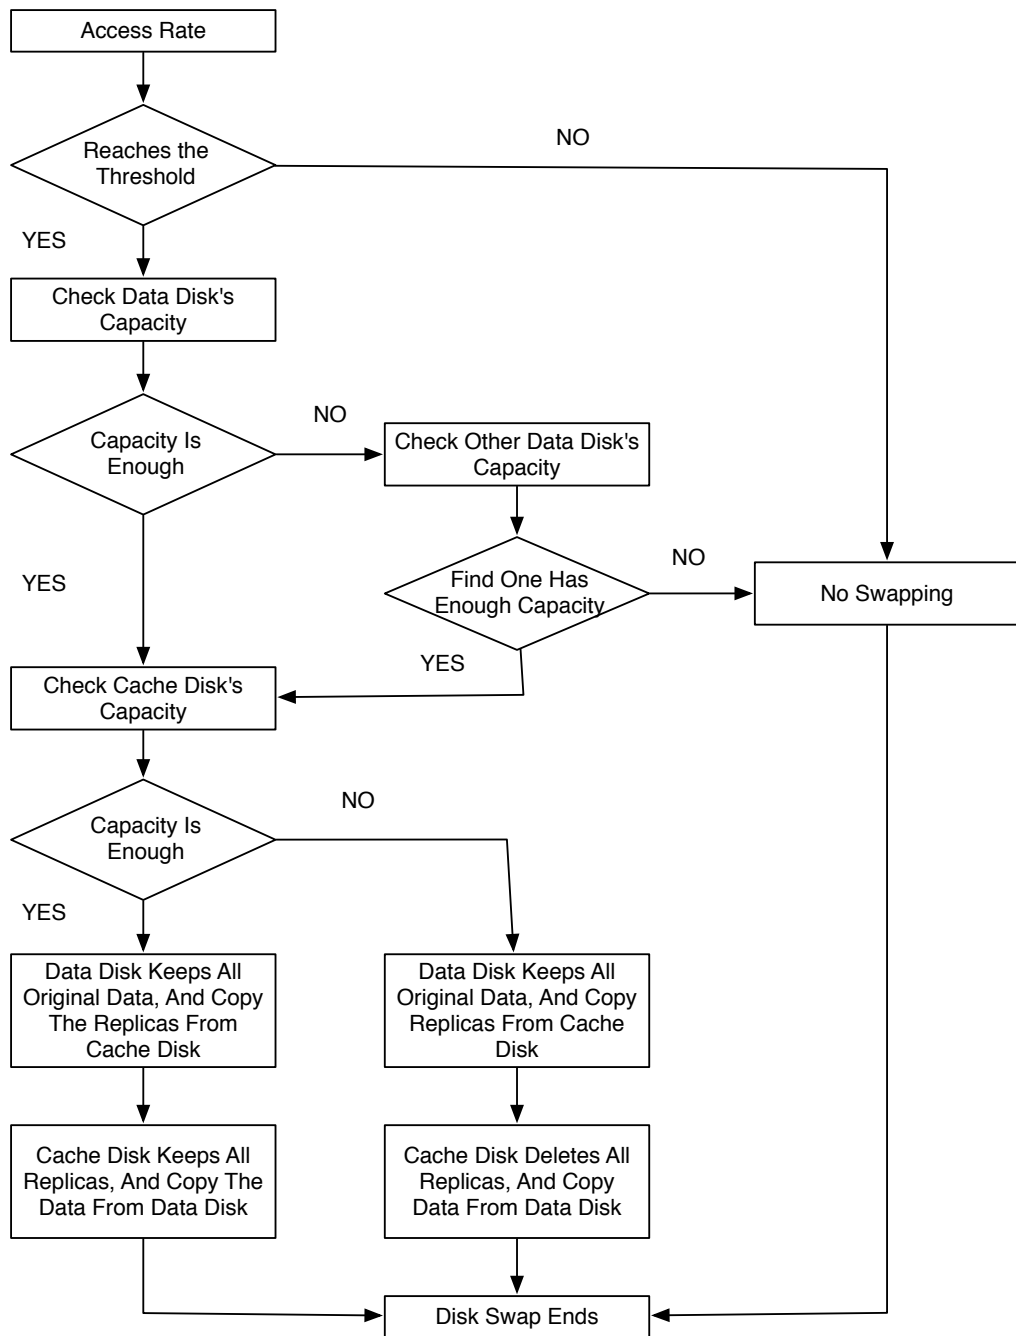 Access Rate
Reaches the
Threshold
NO
YES
Check Data Disk's
Capacity
Capacity Is
Enough
NO
Check Other Data Disk's
Capacity
YES
Find One Has
Enough Capacity
NO
No Swapping
YES
Check Cache Disk's
Capacity
Capacity Is
Enough
NO
YES
Data Disk Keeps All
Original Data, And Copy
The Replicas From
Cache Disk
Data Disk Keeps All
Original Data, And Copy
Replicas From Cache
Disk
Cache Disk Keeps All
Replicas, And Copy The
Data From Data Disk
Cache Disk Deletes All
Replicas, And Copy
Data From Data Disk
Disk Swap Ends